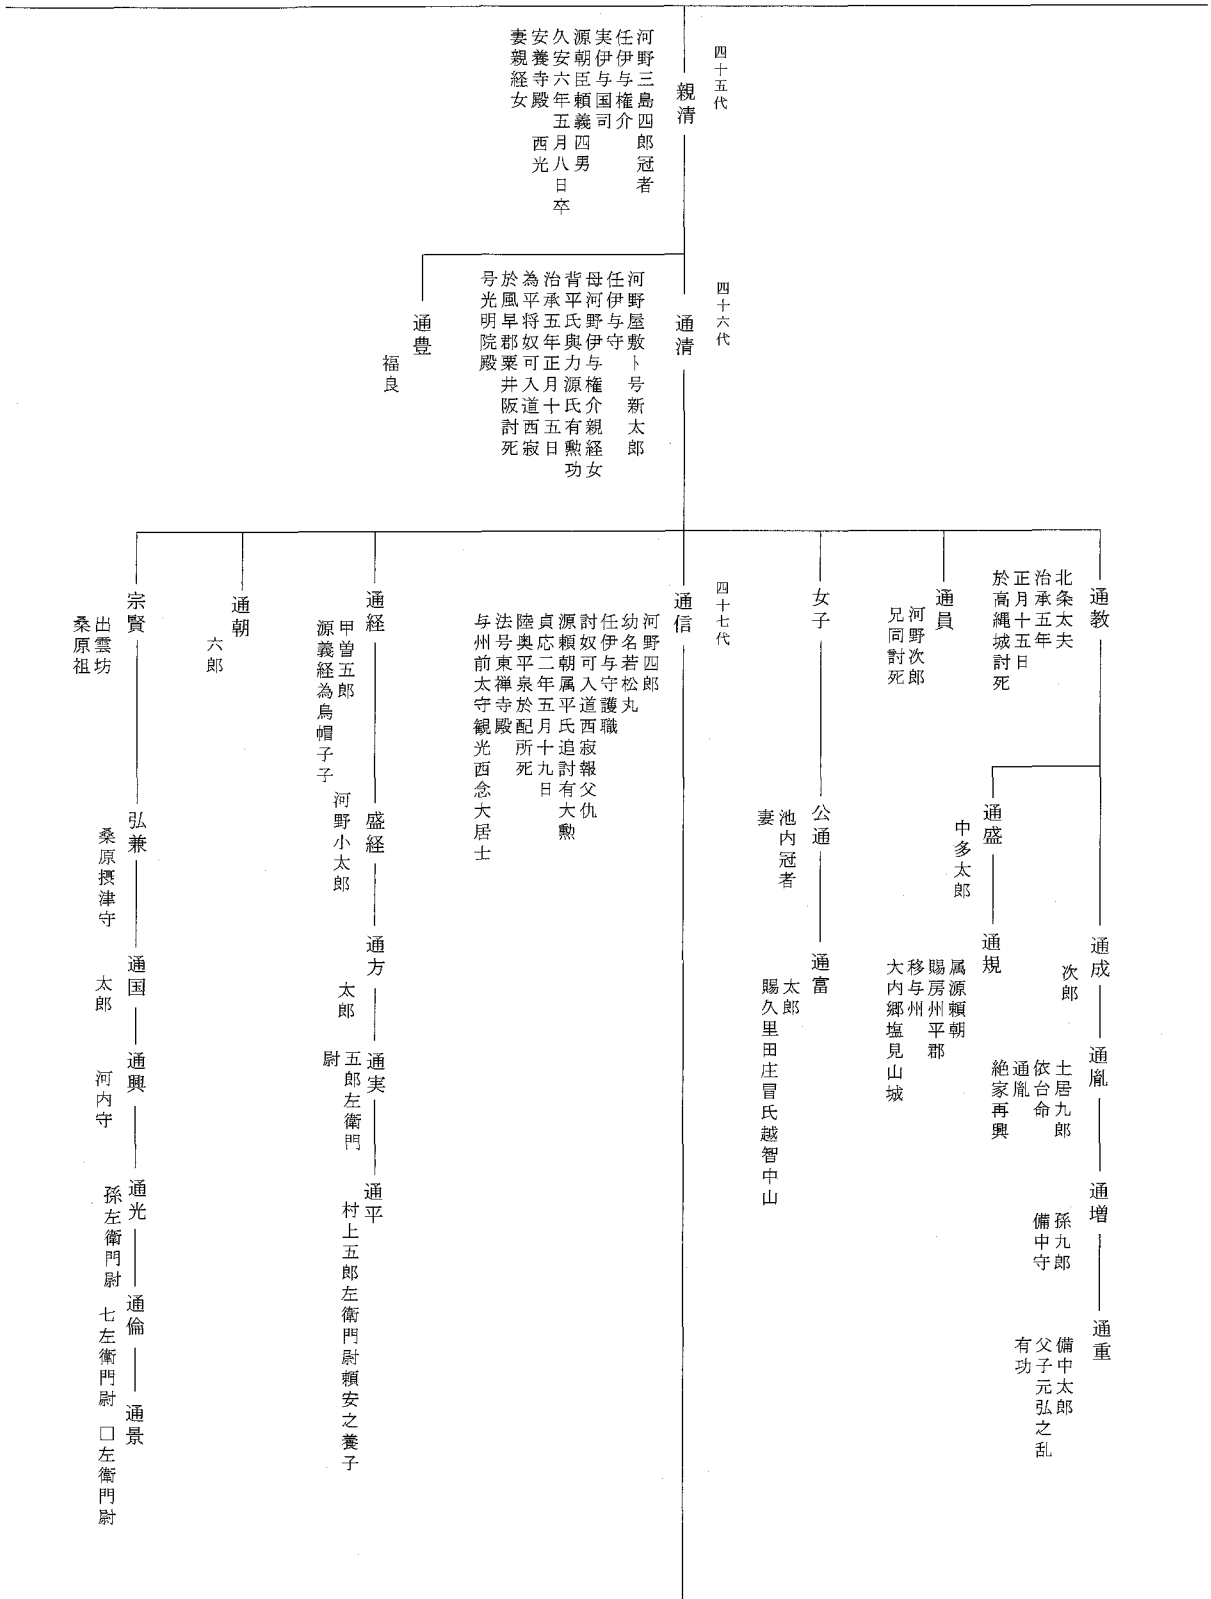 四十五代
親清
河野三島四郎冠者
任伊与権介
実伊与国司
源朝臣頼義四男
久安六年五月八日卒
安養寺殿　西光
妻親経女
四十六代
通清
河野屋敷ト号新太郎
任伊与守
母河野伊与権介親経女
背平氏與力源氏有勲功
治承五年正月十五日
為平将奴可入道西寂
於風早郡粟井阪討死
号光明院殿
通豊
福良
通教
北条太夫
治承五年
正月十五日
於高縄城討死
通成
次郎
通胤
土居九郎
依台命
通胤
絶家再興
通増
孫九郎
備中守
通重
備中太郎
父子元弘之乱
有功
通盛
中多太郎
通規
属源頼朝
賜房州平郡
移与州
大内郷塩見山城
通員
河野次郎
兄同討死
女子
公通
池内冠者
妻
通富
太郎
賜久里田庄冒氏越智中山
四十七代
通信
河野四郎
幼名若松丸
任伊与守護職
討奴可入道西寂報父仇
源頼朝属平氏追討有大勲
貞応二年五月十九日
陸奥平泉於配所死
法号東禅寺殿
与州前太守観光西念大居士
通経
甲曽五郎
源義経為烏帽子子
盛経
河野小太郎
通方
太郎
通実
五郎左衛門
尉
通平
村上五郎左衛門尉頼安之養子
通朝
六郎
宗賢
出雲坊
桑原祖
弘兼
桑原摂津守
通国
太郎
通興
河内守
通光
孫左衛門尉
通倫
七左衛門尉
通景
□左衛門尉